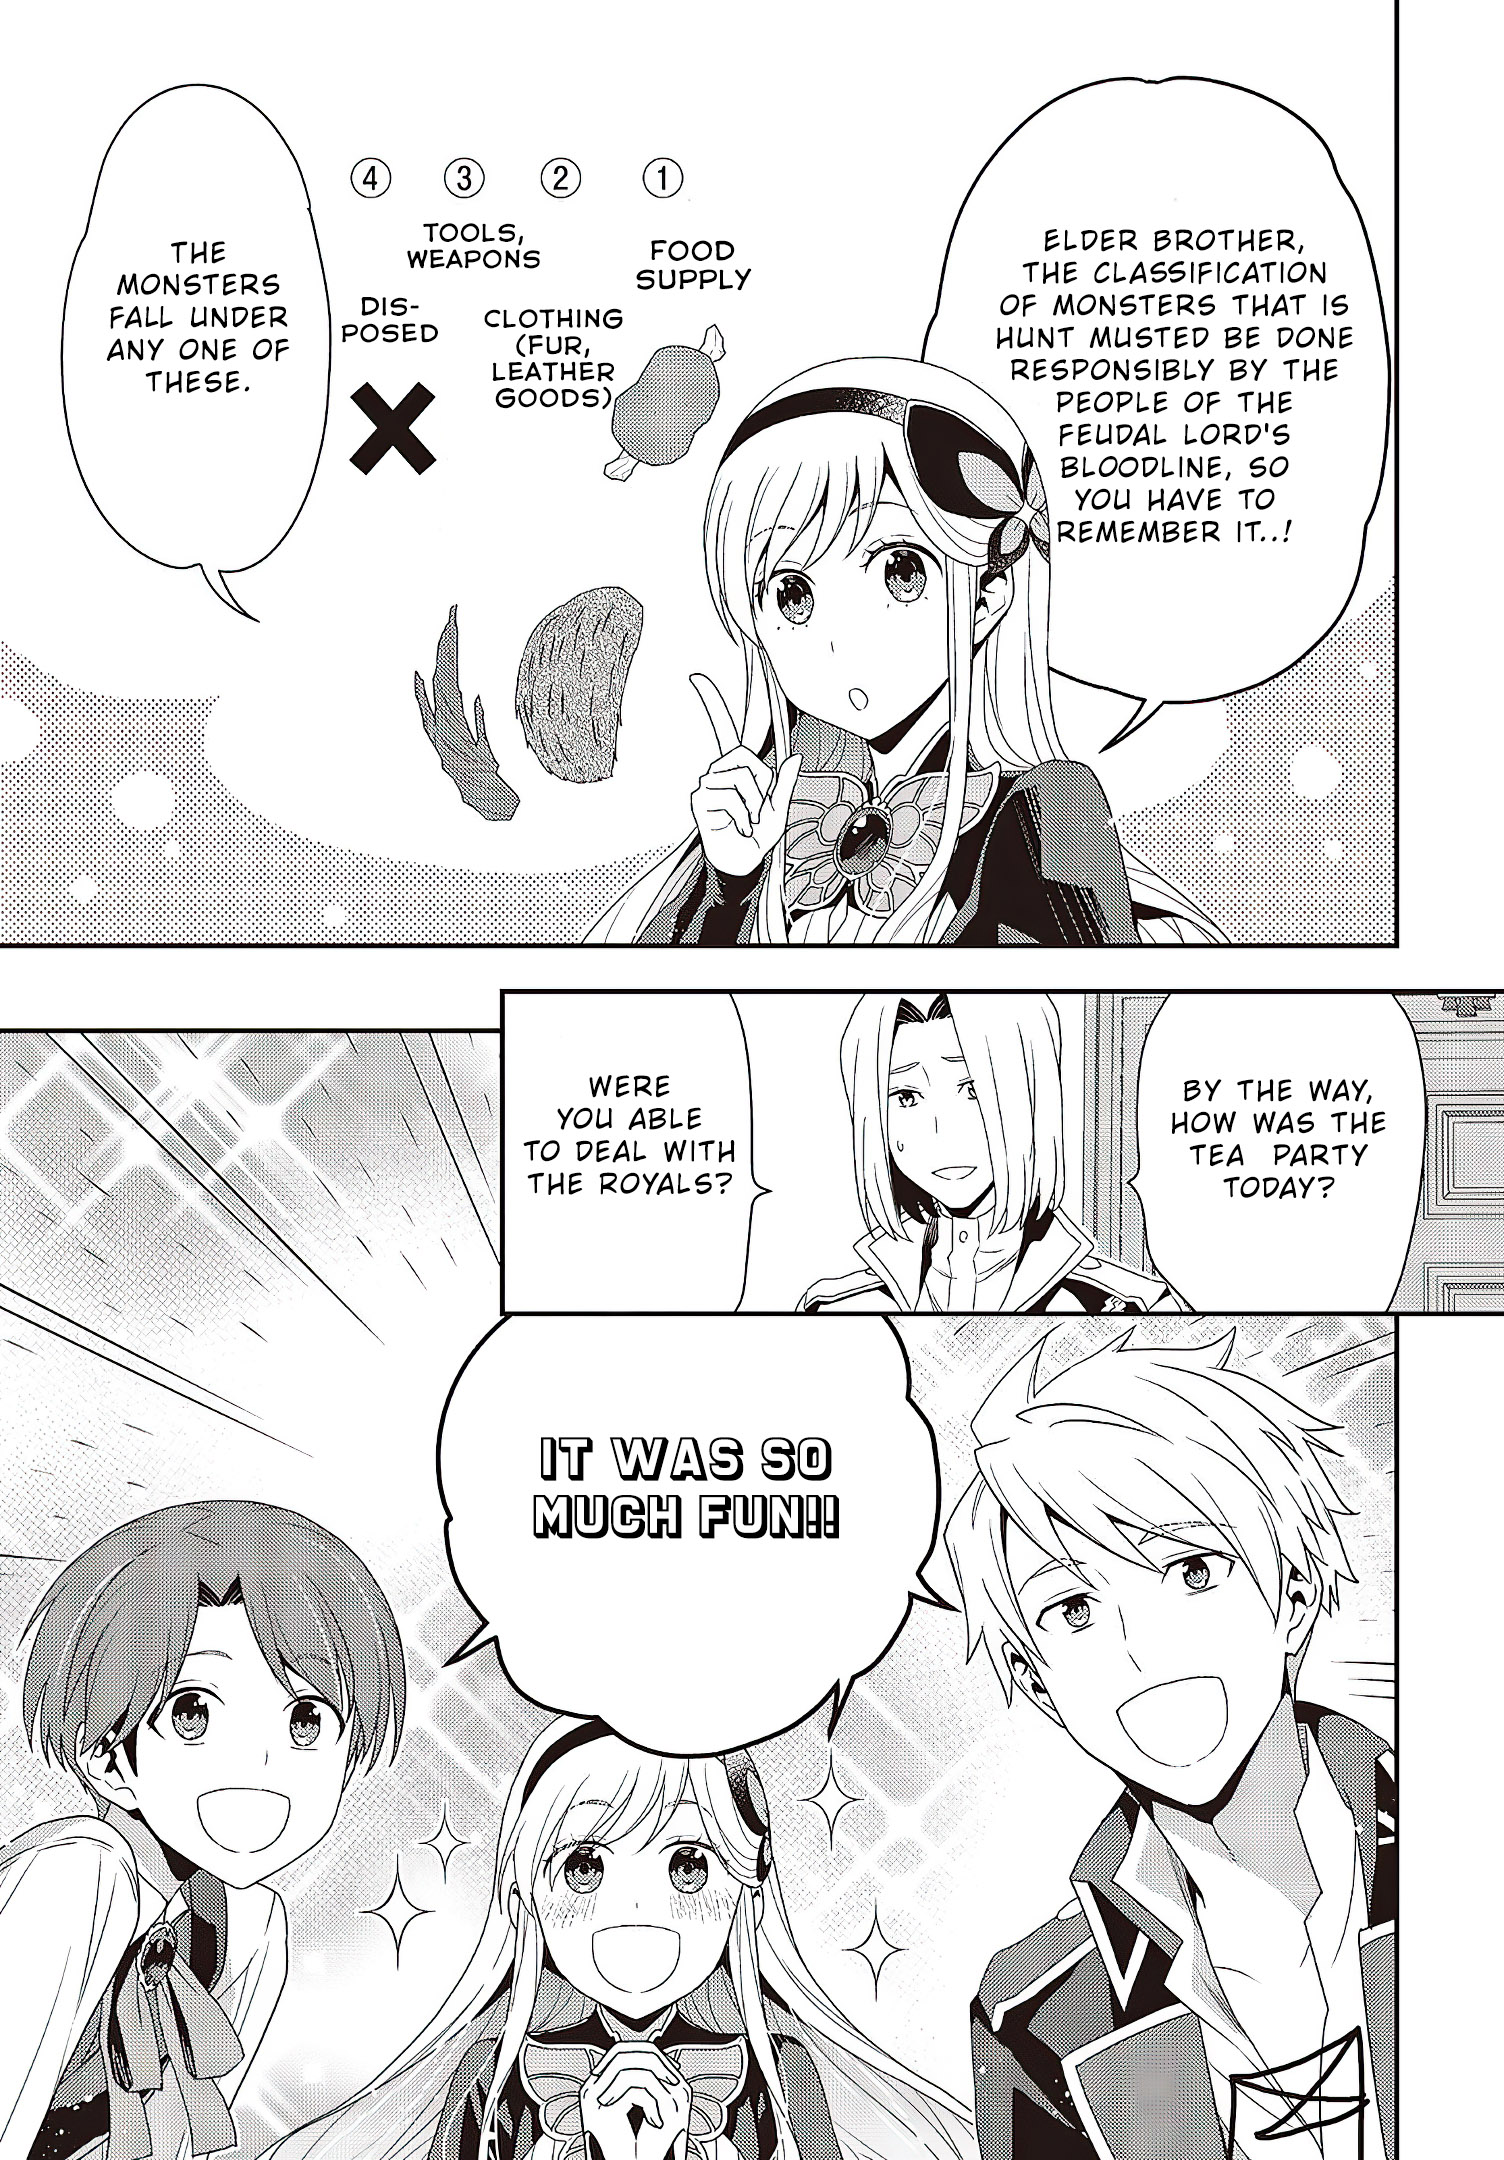 ELDER BROTHER,
THE CLASSIFICATION
OF MONSTERS THAT IS
HUNT MUSTED BE DONE
RESPONSIBLY BY THE
PEOPLE OF THE
FEUDAL LORD'S
BLOODLINE, SO
YOU HAVE TO
REMEMBER IT..!
①
FOOD
SUPPLY
②
CLOTHING
(FUR,
LEATHER
GOODS)
③
TOOLS,
WEAPONS
④
DIS-
POSED
THE
MONSTERS
FALL UNDER
ANY ONE OF
THESE.
BY THE WAY,
HOW WAS THE
TEA PARTY
TODAY?
WERE
YOU ABLE
TO DEAL WITH
THE ROYALS?
IT WAS SO
MUCH FUN!!